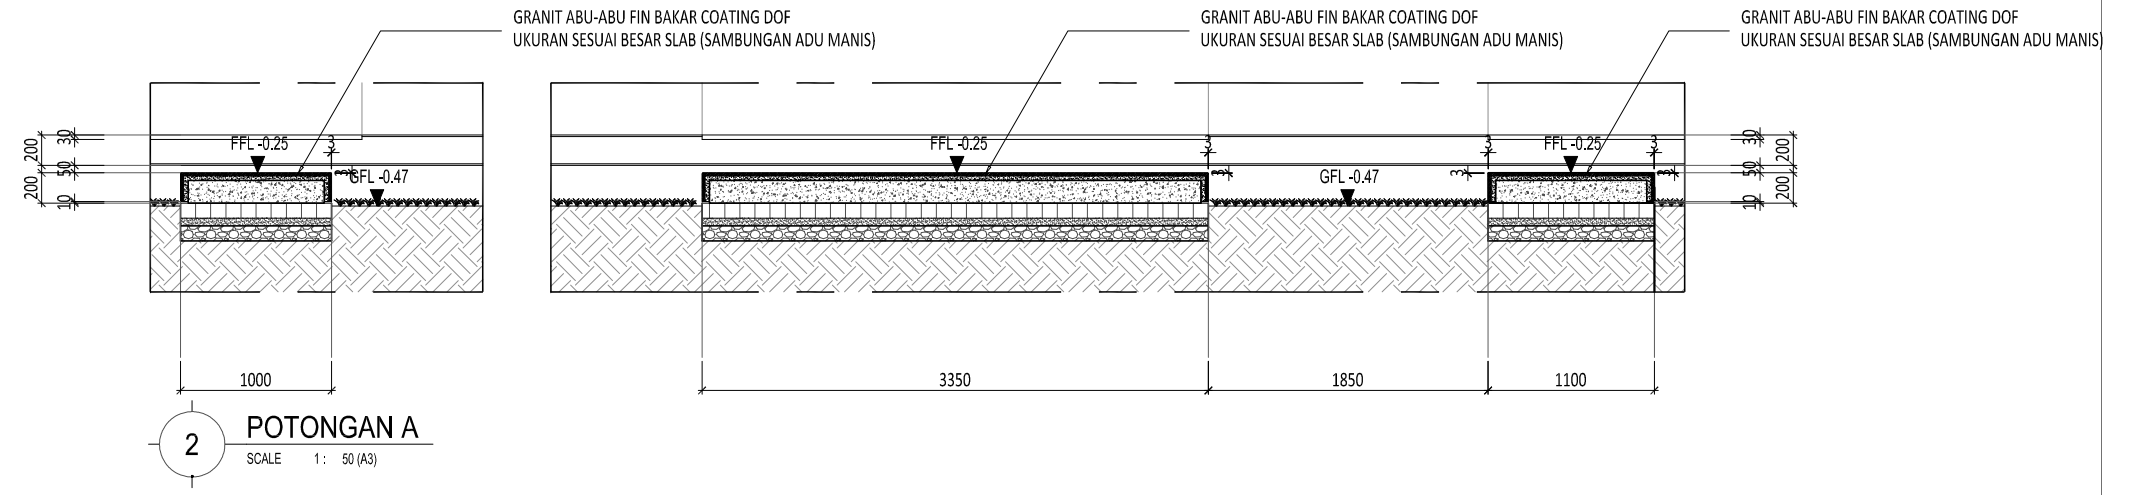 GRANIT ABU-ABU FIN BAKAR COATING DOF
UKURAN SESUAI BESAR SLAB (SAMBUNGAN ADU MANIS)
GRANIT ABU-ABU FIN BAKAR COATING DOF
UKURAN SESUAI BESAR SLAB (SAMBUNGAN ADU MANIS)
GRANIT ABU-ABU FIN BAKAR COATING DOF
UKURAN SESUAI BESAR SLAB (SAMBUNGAN ADU MANIS)
200
30
50
200
10
FFL -0.25
3
3
GFL -0.47
FFL -0.25
3
3
GFL -0.47
3
3
FFL -0.25
3
3
30
200
50
200
10
1000
3350
1850
1100
2
POTONGAN A
SCALE 1 : 50 (A3)